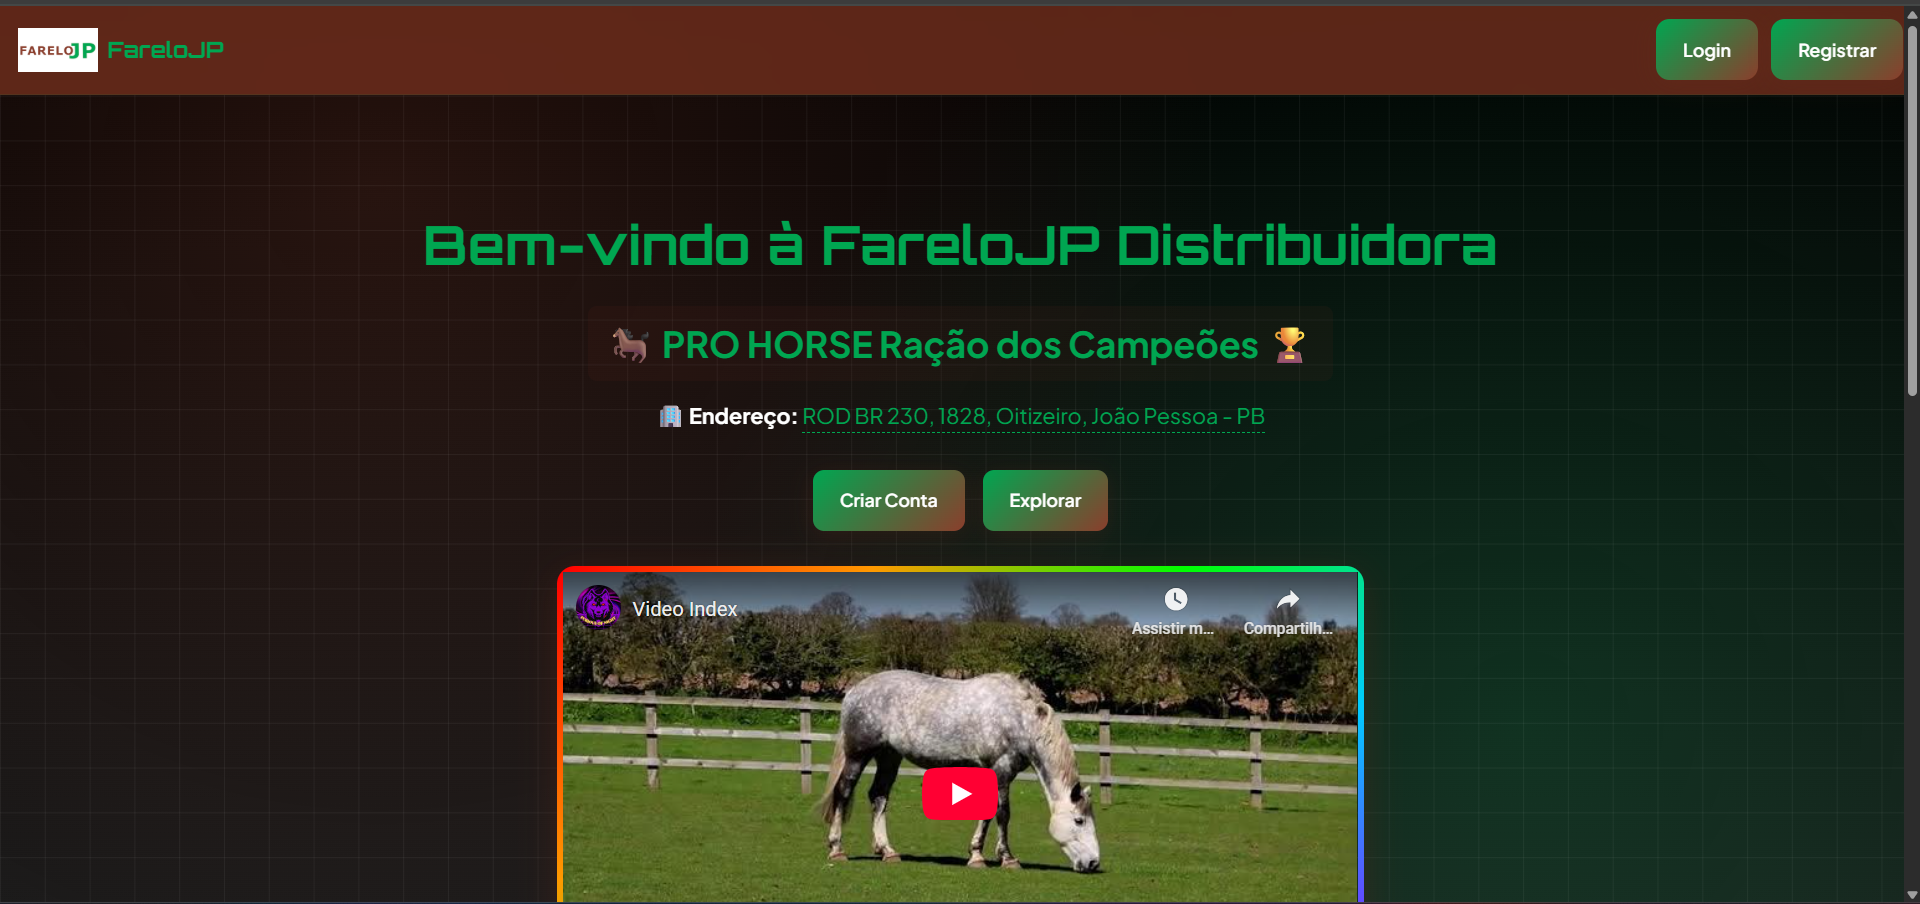 FARELOJP FareloJP
Login
Registrar
Bem-vindo à FareloJP Distribuidora
PRO HORSE Ração dos Campeões
Endereço: ROD BR 230, 1828, Oitizeiro, João Pessoa - PB
Criar Conta
Explorar
Video Index
Assistir m...
Compartilh...